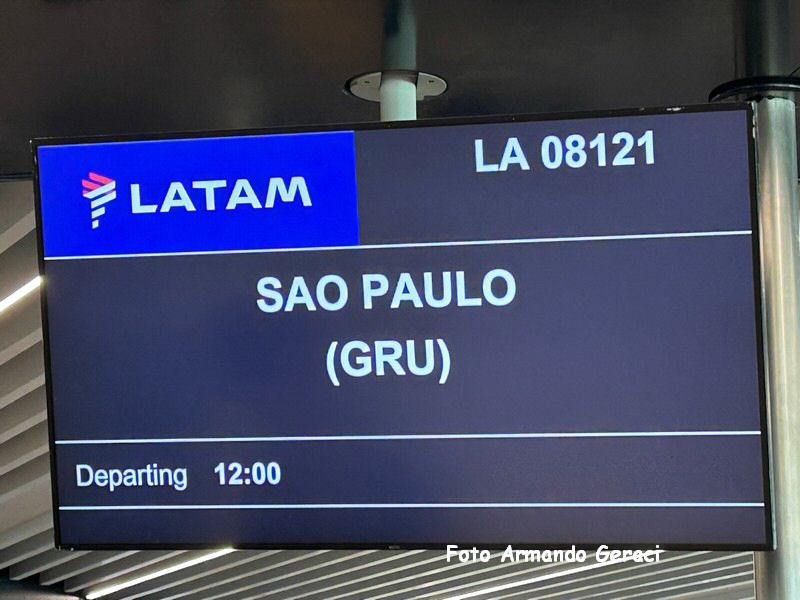 LATAM
LA 08121
SAO PAULO
(GRU)
Departing 12:00
Foto Armando Geraci